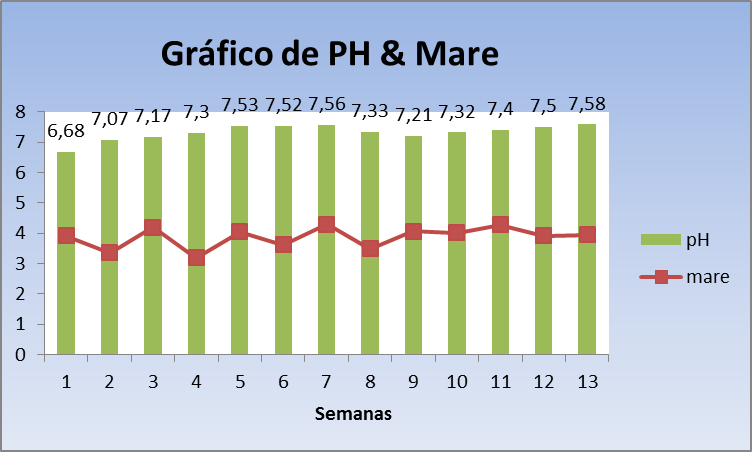 Gráfico de PH & Mare
6,68 7,07 7,17 7,3 7,53 7,52 7,56 7,33 7,21 7,32 7,4 7,5 7,58
8
7
6
5
4
3
2
1
0
1 2 3 4 5 6 7 8 9 10 11 12 13
Semanas
pH
mare